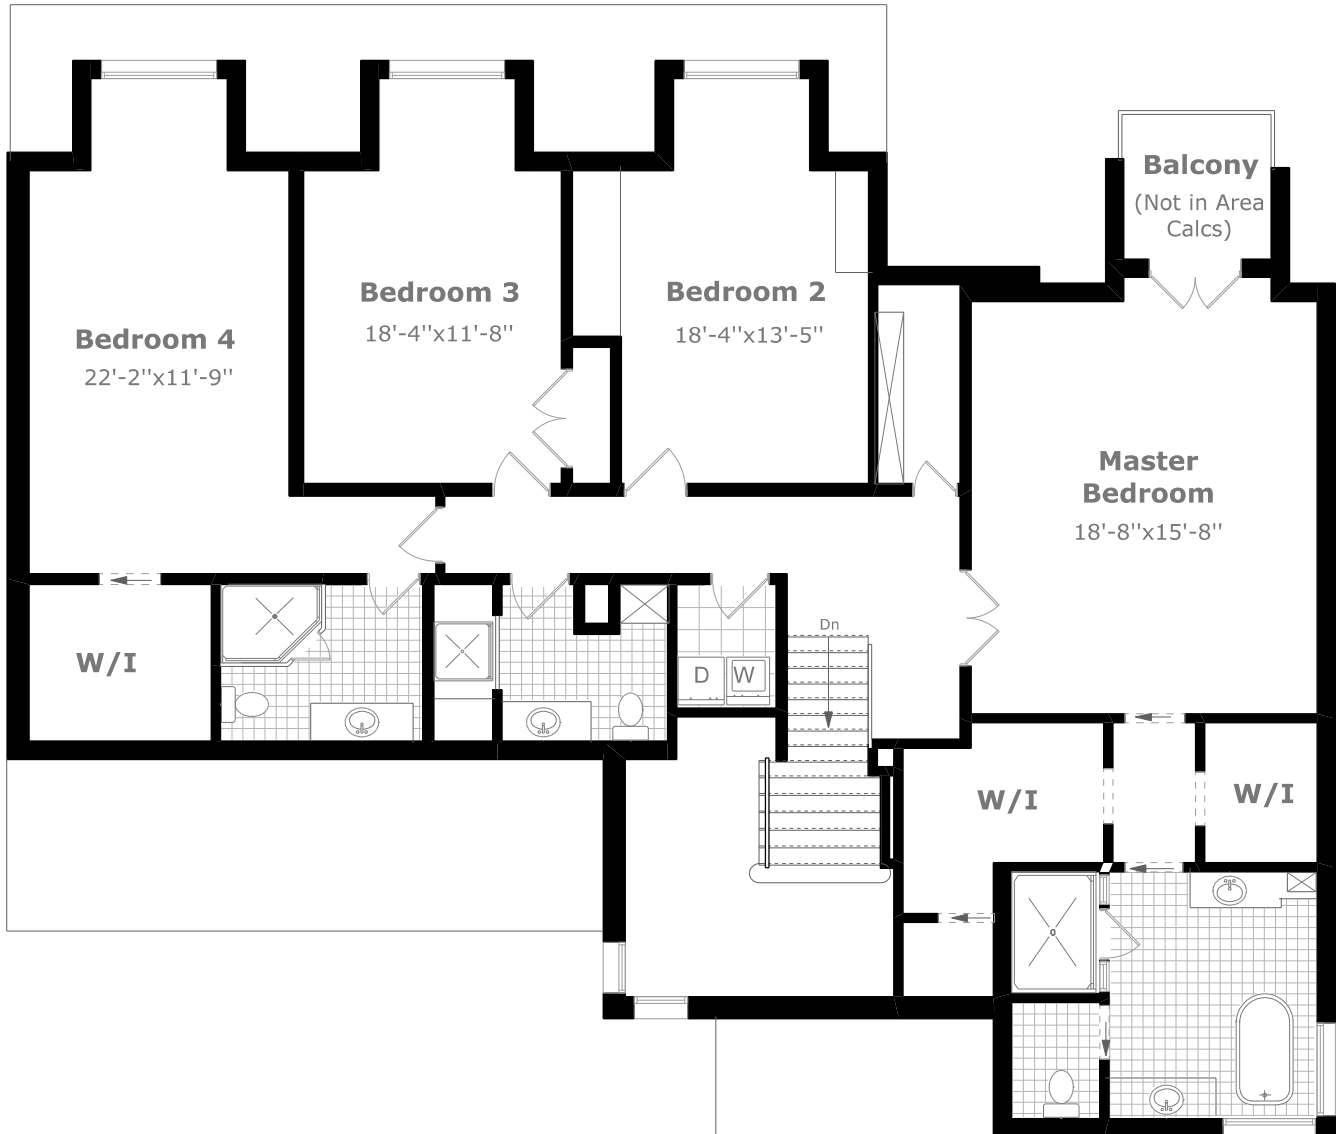 Balcony
(Not in Area
Calcs)
Bedroom 4
22'-2''x11'-9''
Bedroom 3
18'-4''x11'-8''
Bedroom 2
18'-4''x13'-5''
Master
Bedroom
18'-8''x15'-8''
W/I
D
W
Dn
W/I
W/I